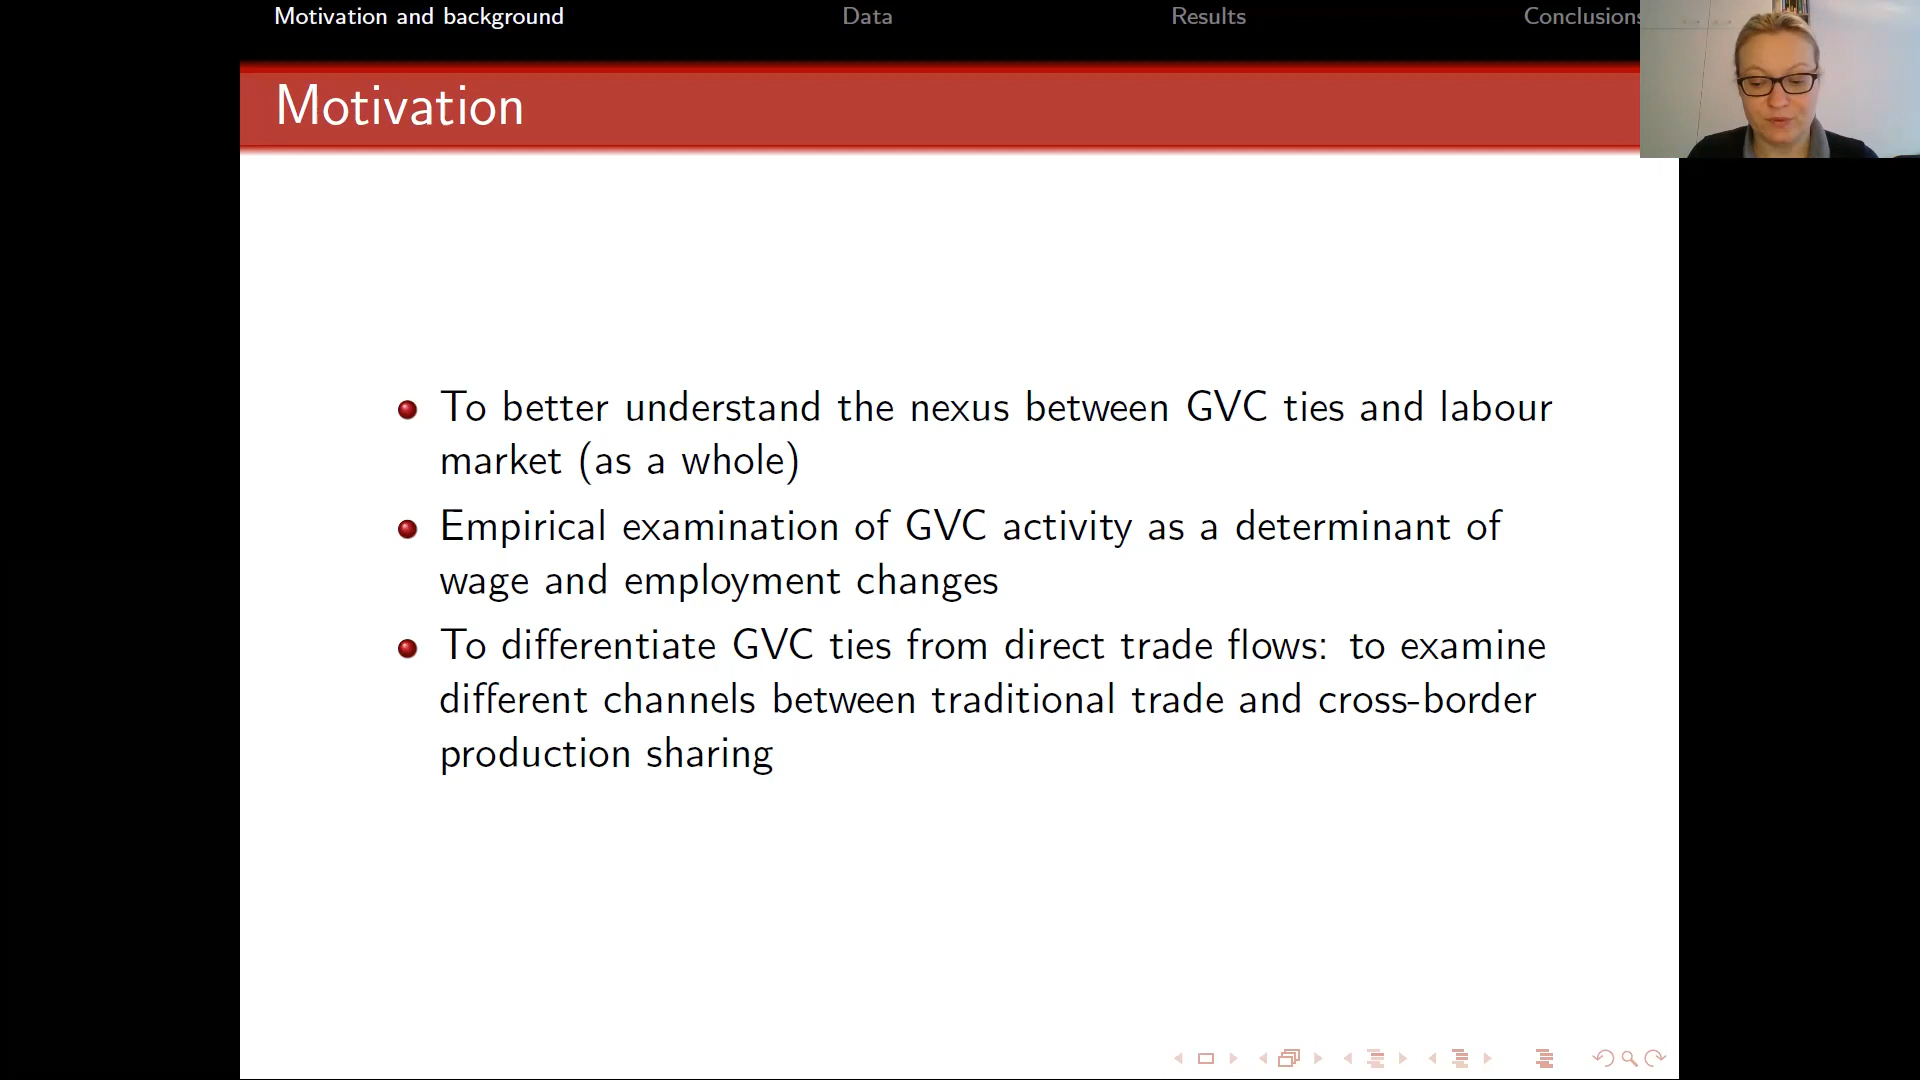 Motivation and background Data Results Conclusions
Motivation
To better understand the nexus between GVC ties and labour
market (as a whole)
Empirical examination of GVC activity as a determinant of
wage and employment changes
To differentiate GVC ties from direct trade flows: to examine
different channels between traditional trade and cross-border
production sharing